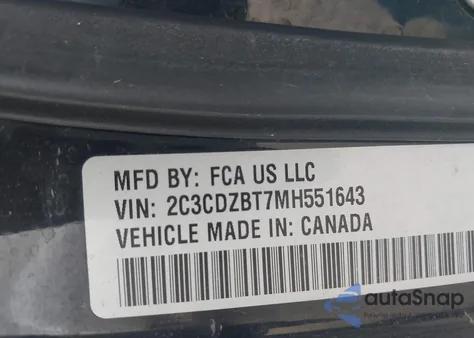 MFD BY: FCA US LLC
VIN: 2C3CDZBT7MH551643
VEHICLE MADE IN: CANADA
autoSnap